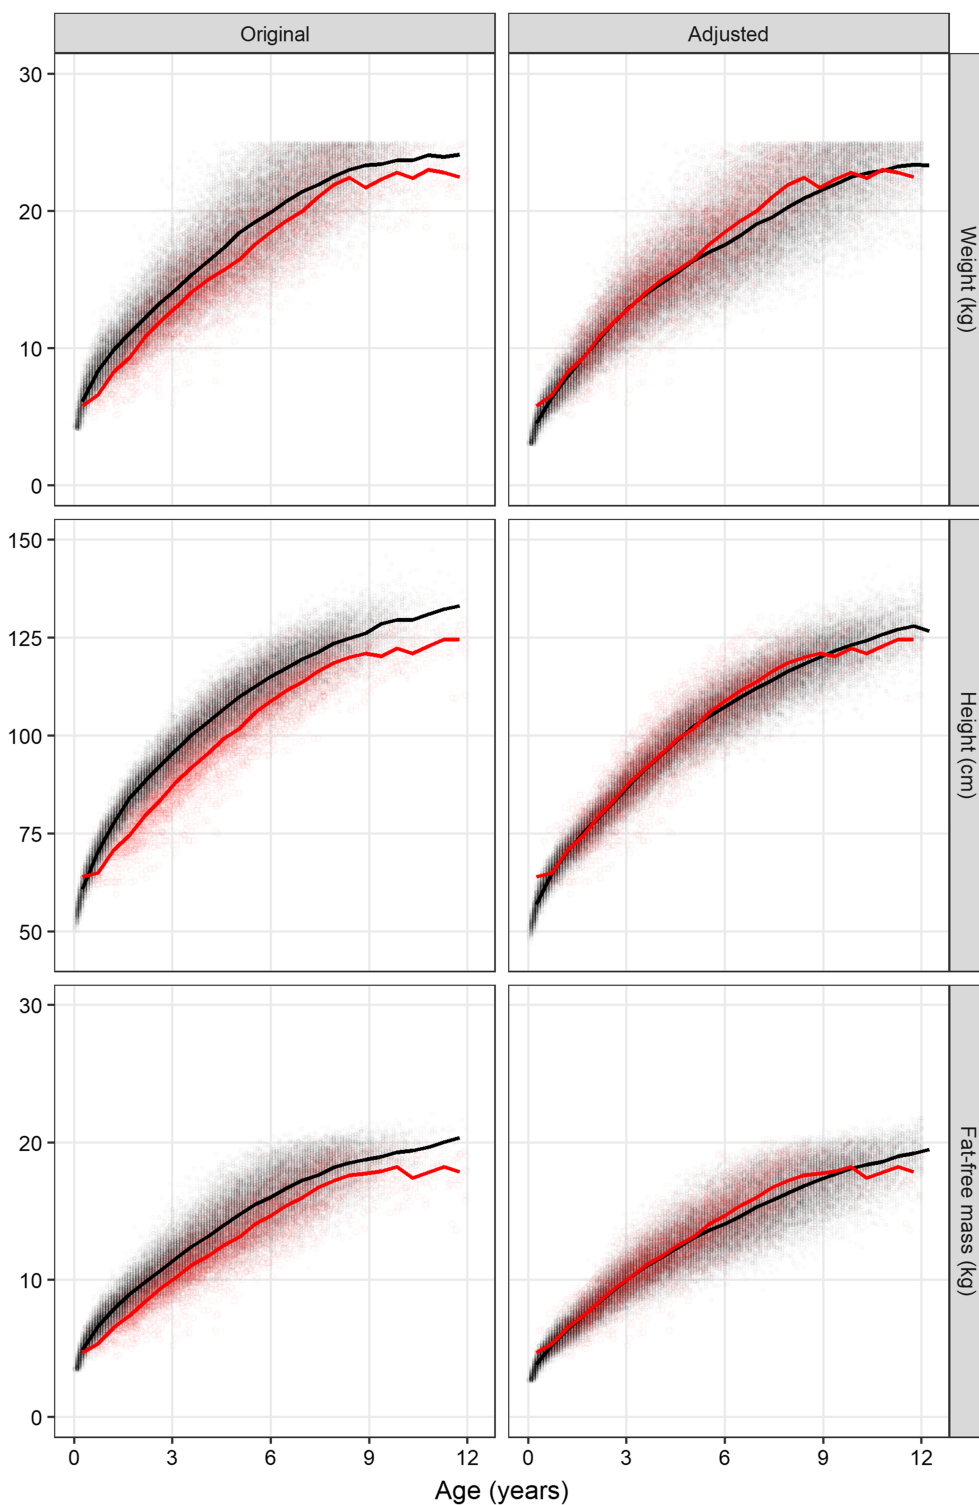 Original Adjusted
30
20
10
0
Weight (kg)
150
125
100
75
50
Height (cm)
30
20
10
0
Fat-free mass (kg)
0 3 6 9 12 0 3 6 9 12
Age (years)